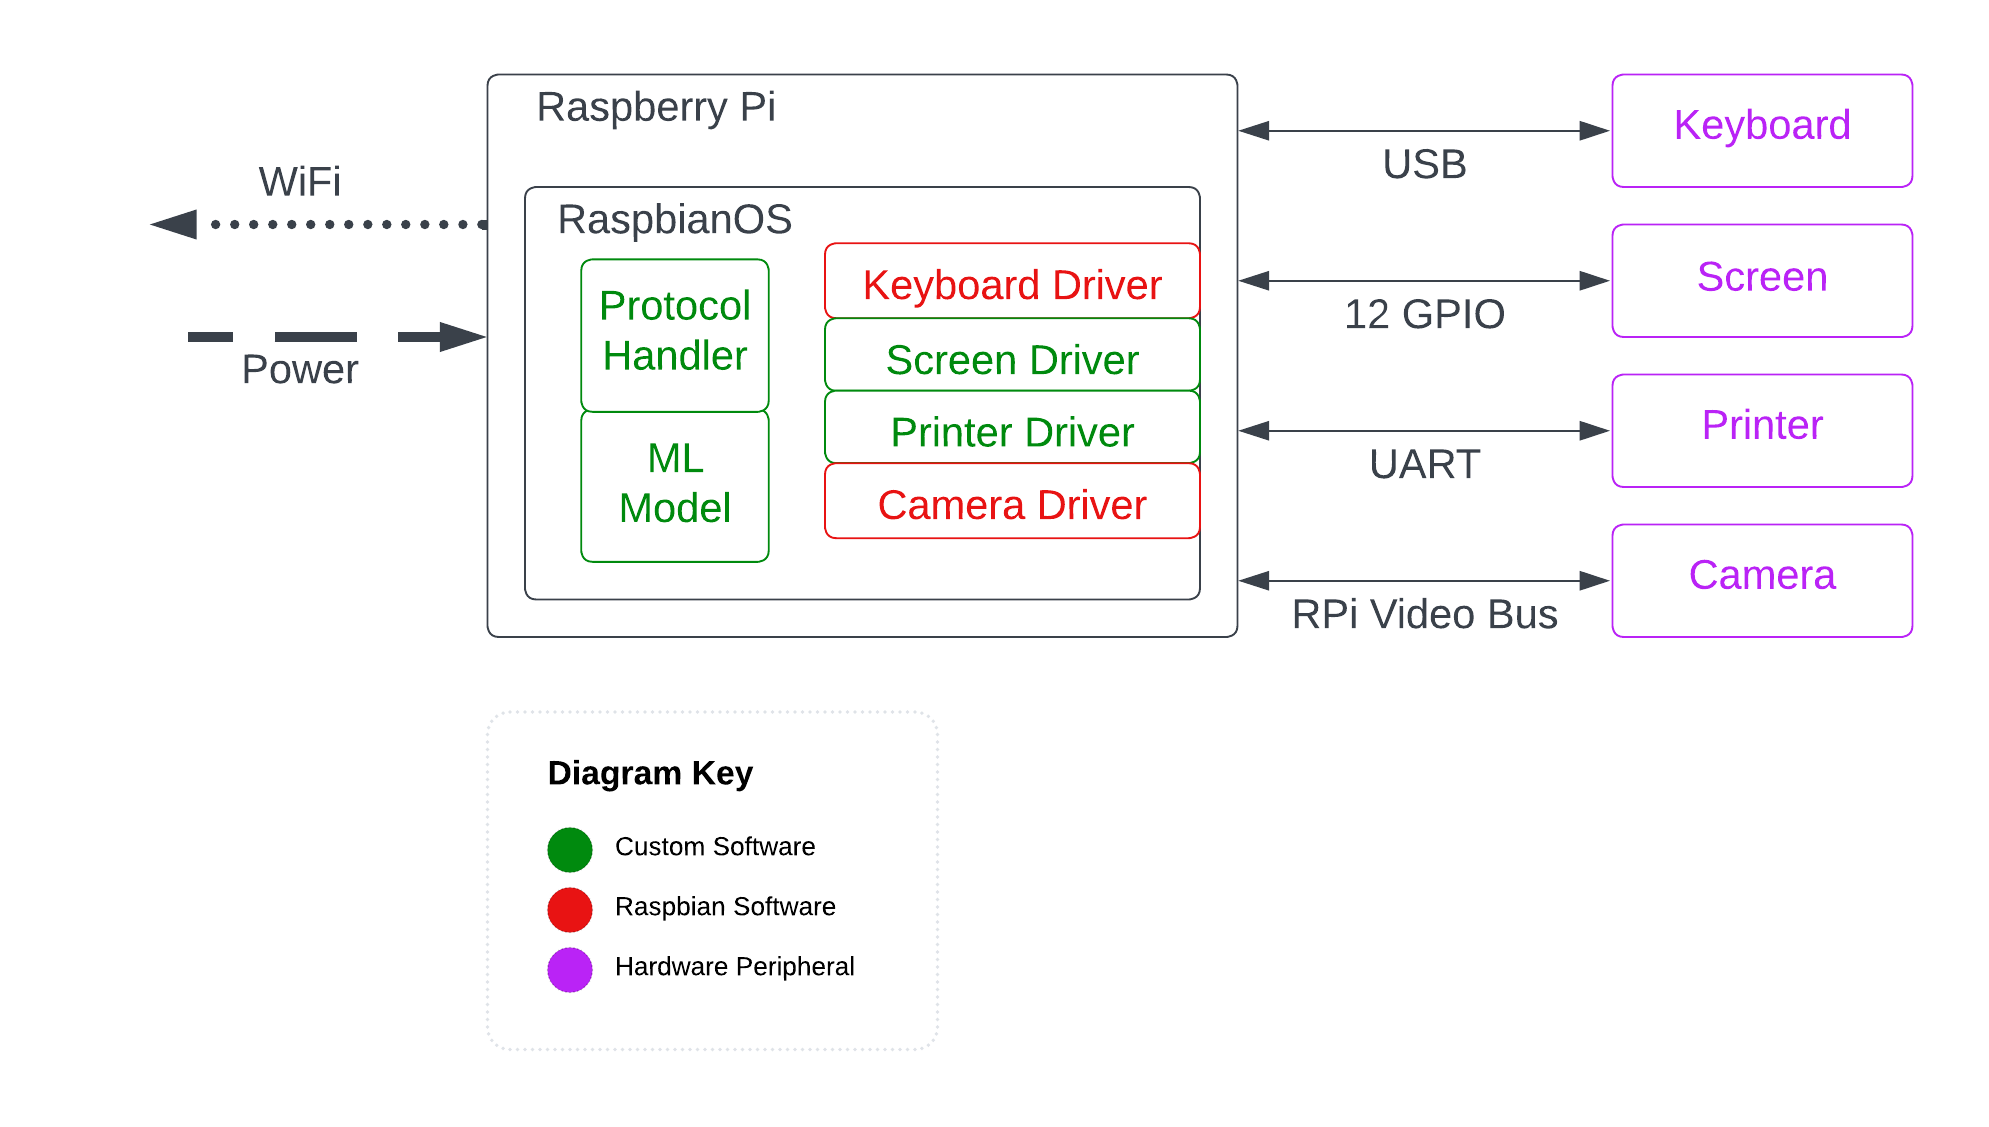 Raspberry Pi
WiFi
Power
RaspbianOS
Protocol
Handler
ML
Model
Keyboard Driver
Screen Driver
Printer Driver
Camera Driver
USB
12 GPIO
UART
RPi Video Bus
Keyboard
Screen
Printer
Camera
Diagram Key
Custom Software
Raspbian Software
Hardware Peripheral